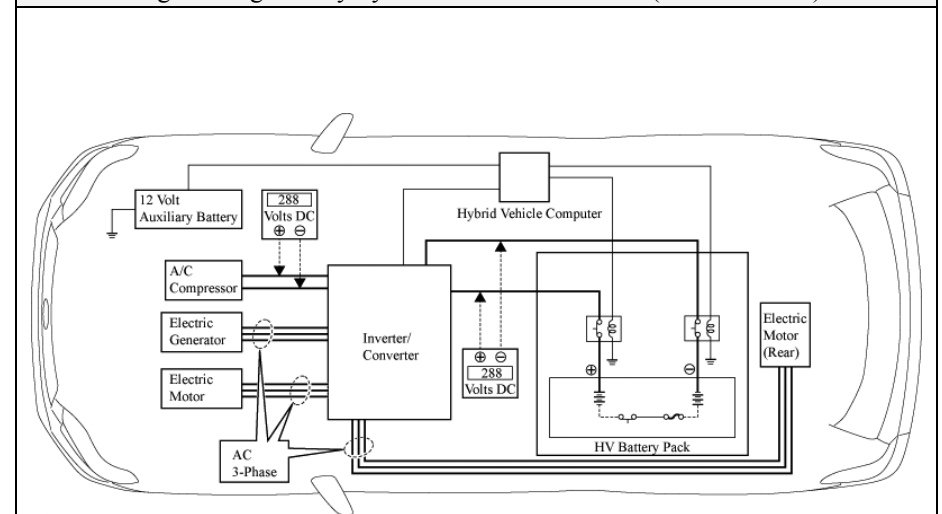 12 Volt
Auxiliary Battery
288
Volts DC
⊕ ⊖
Hybrid Vehicle Computer
A/C
Compressor
Electric
Generator
Electric
Motor
Inverter/
Converter
⊕ ⊖
288
Volts DC
⊕
⊖
HV Battery Pack
Electric
Motor
(Rear)
AC
3-Phase